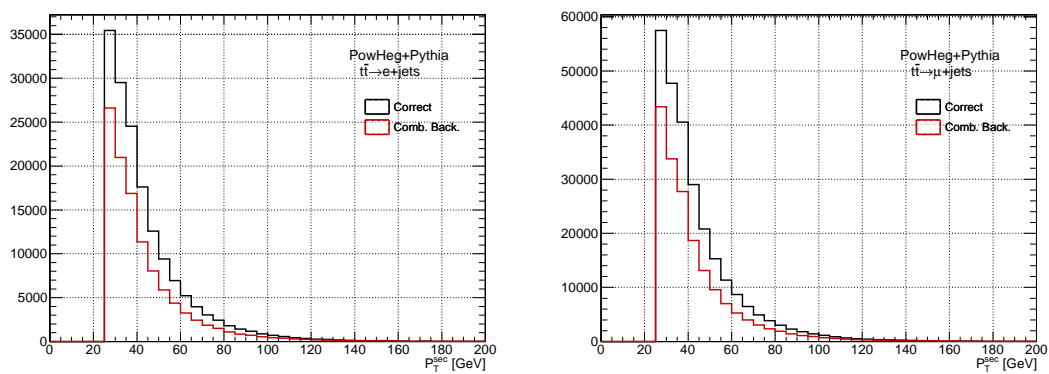 35000
30000
25000
20000
15000
10000
5000
0
0 20 40 60 80 100 120 140 160 180 200
P_T^sec [GeV]
PowHeg+Pythia
tt̄→e+jets
Correct
Comb. Back.
60000
50000
40000
30000
20000
10000
0
0 20 40 60 80 100 120 140 160 180 200
P_T^sec [GeV]
PowHeg+Pythia
tt̄→μ+jets
Correct
Comb. Back.